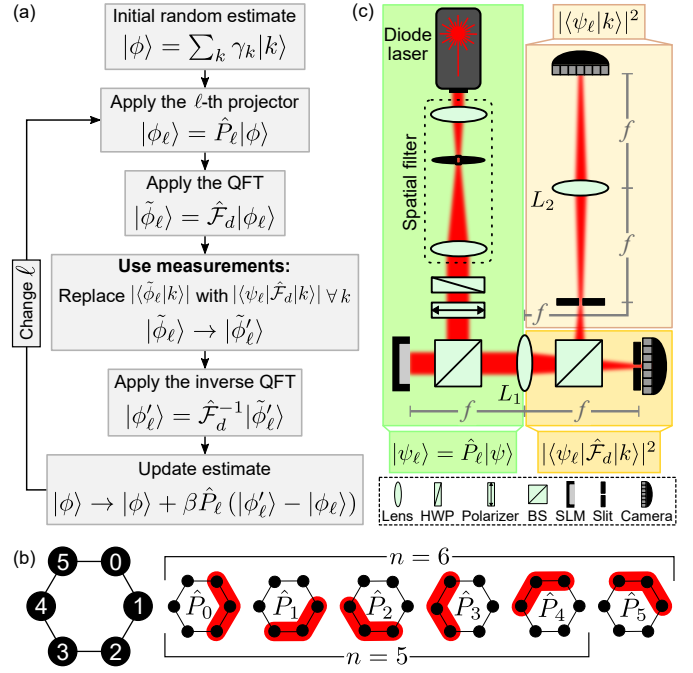 (a)
Initial random estimate
|ϕ⟩ = ∑ₖ γₖ|k⟩
Apply the ℓ-th projector
|ϕ_ℓ⟩ = P̂_ℓ|ϕ⟩
Apply the QFT
|ϕ̃_ℓ⟩ = F̂_d|ϕ_ℓ⟩
Use measurements:
Replace |⟨ϕ̃_ℓ|k⟩| with |⟨ψ_ℓ|F̂_d|k⟩| ∀ k
|ϕ̃_ℓ⟩ → |ϕ̃′_ℓ⟩
Apply the inverse QFT
|ϕ′_ℓ⟩ = F̂_d⁻¹|ϕ̃′_ℓ⟩
Update estimate
|ϕ⟩ → |ϕ⟩ + βP̂_ℓ (|ϕ′_ℓ⟩ − |ϕ_ℓ⟩)
Change ℓ
(c)
Diode
laser
Spatial filter
|⟨ψ_ℓ|k⟩|²
L₂
f
f
f
L₁
f
f
|ψ_ℓ⟩ = P̂_ℓ|ψ⟩
|⟨ψ_ℓ|F̂_d|k⟩|²
Lens HWP Polarizer BS SLM Slit Camera
(b)
5 0
4 1
3 2
n = 6
P̂₀ P̂₁ P̂₂ P̂₃ P̂₄ P̂₅
n = 5